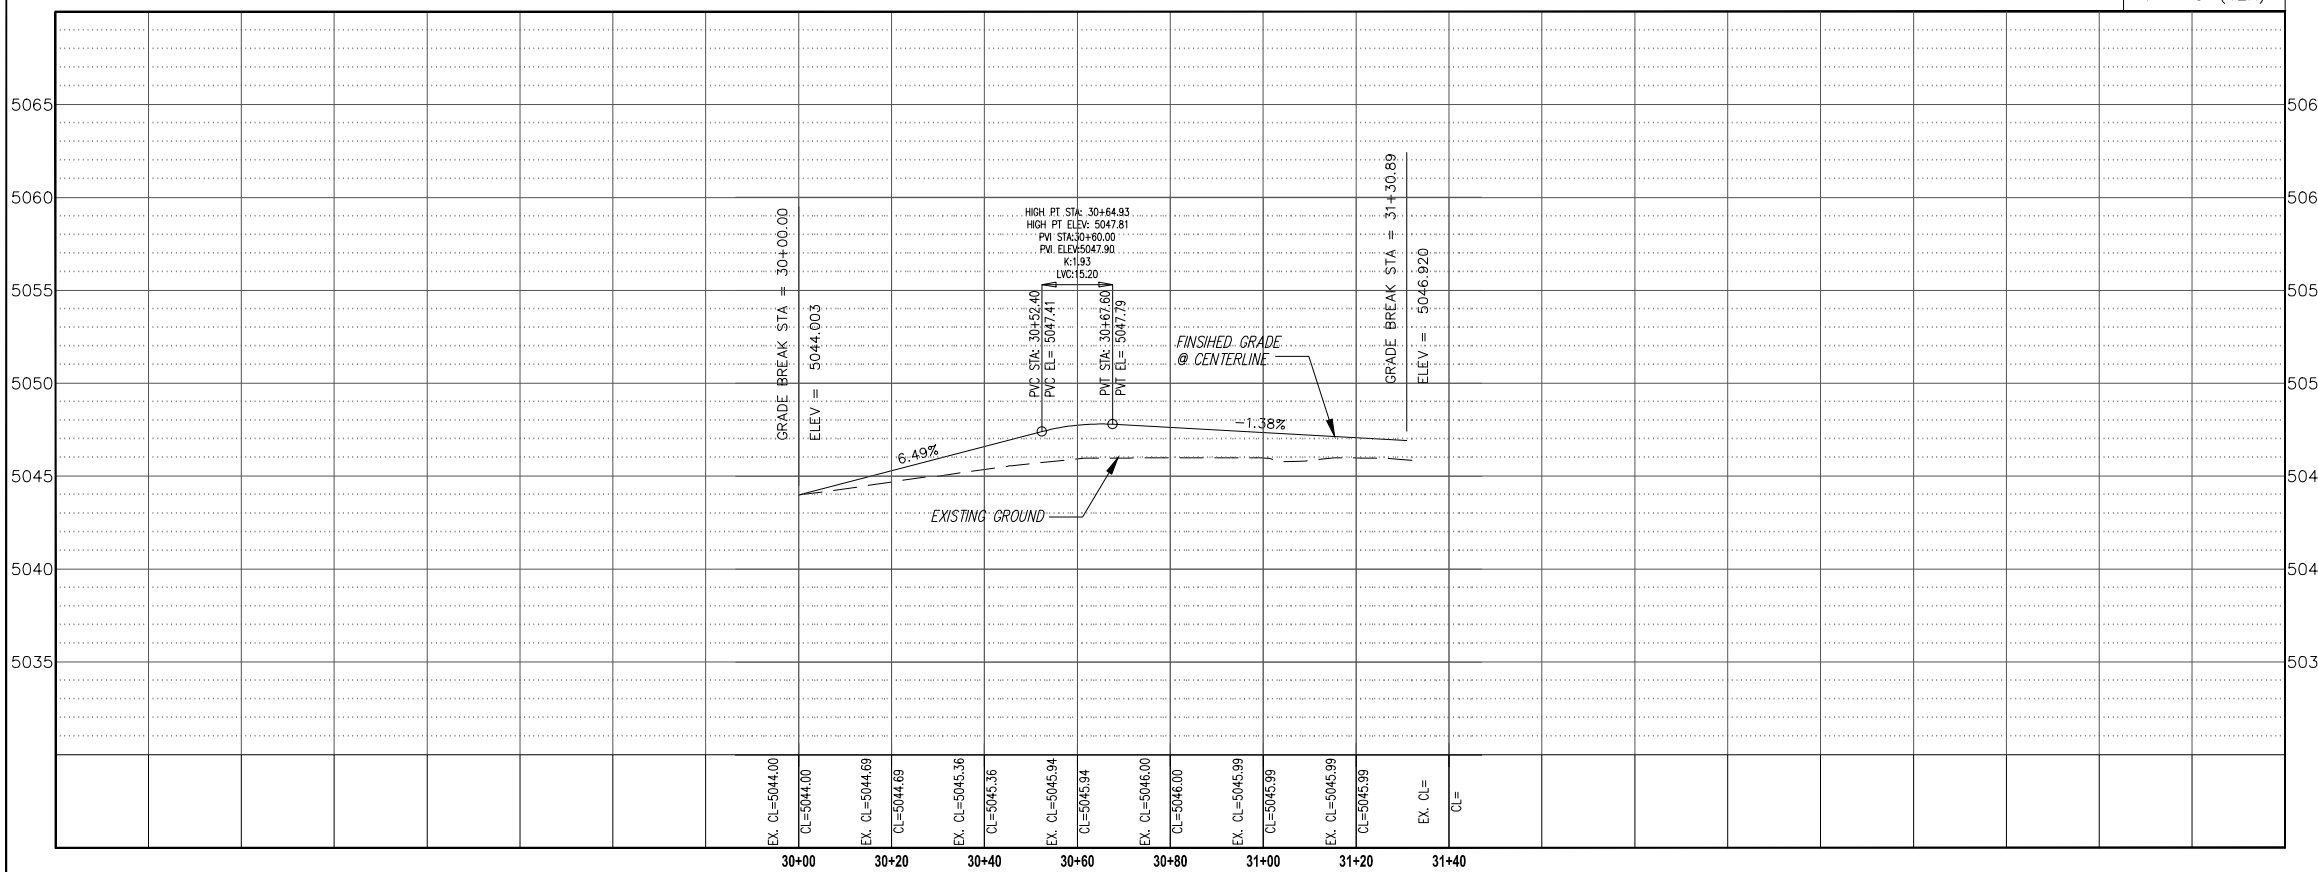 5065
5060
5055
5050
5045
5040
5035
506
506
505
505
504
504
503
GRADE BREAK STA = 30+00.00
ELEV = 5044.003
HIGH PT STA: 30+64.93
HIGH PT ELEV: 5047.81
PVI STA:30+60.00
PVI ELEV:5047.90
K:1.93
LVC:15.20
PVC STA: 30+52.40
PVC EL= 5047.41
PVT STA: 30+67.60
PVT EL= 5047.79
GRADE BREAK STA = 31+30.89
ELEV = 5046.920
FINSIHED GRADE
@ CENTERLINE
6.49%
-1.38%
EXISTING GROUND
EX. CL=5044.00
CL=5044.00
EX. CL=5044.69
CL=5044.69
EX. CL=5045.36
CL=5045.36
EX. CL=5045.94
CL=5045.94
EX. CL=5046.00
CL=5046.00
EX. CL=5045.99
CL=5045.99
EX. CL=5045.99
CL=5045.99
EX. CL=
CL=
30+00
30+20
30+40
30+60
30+80
31+00
31+20
31+40